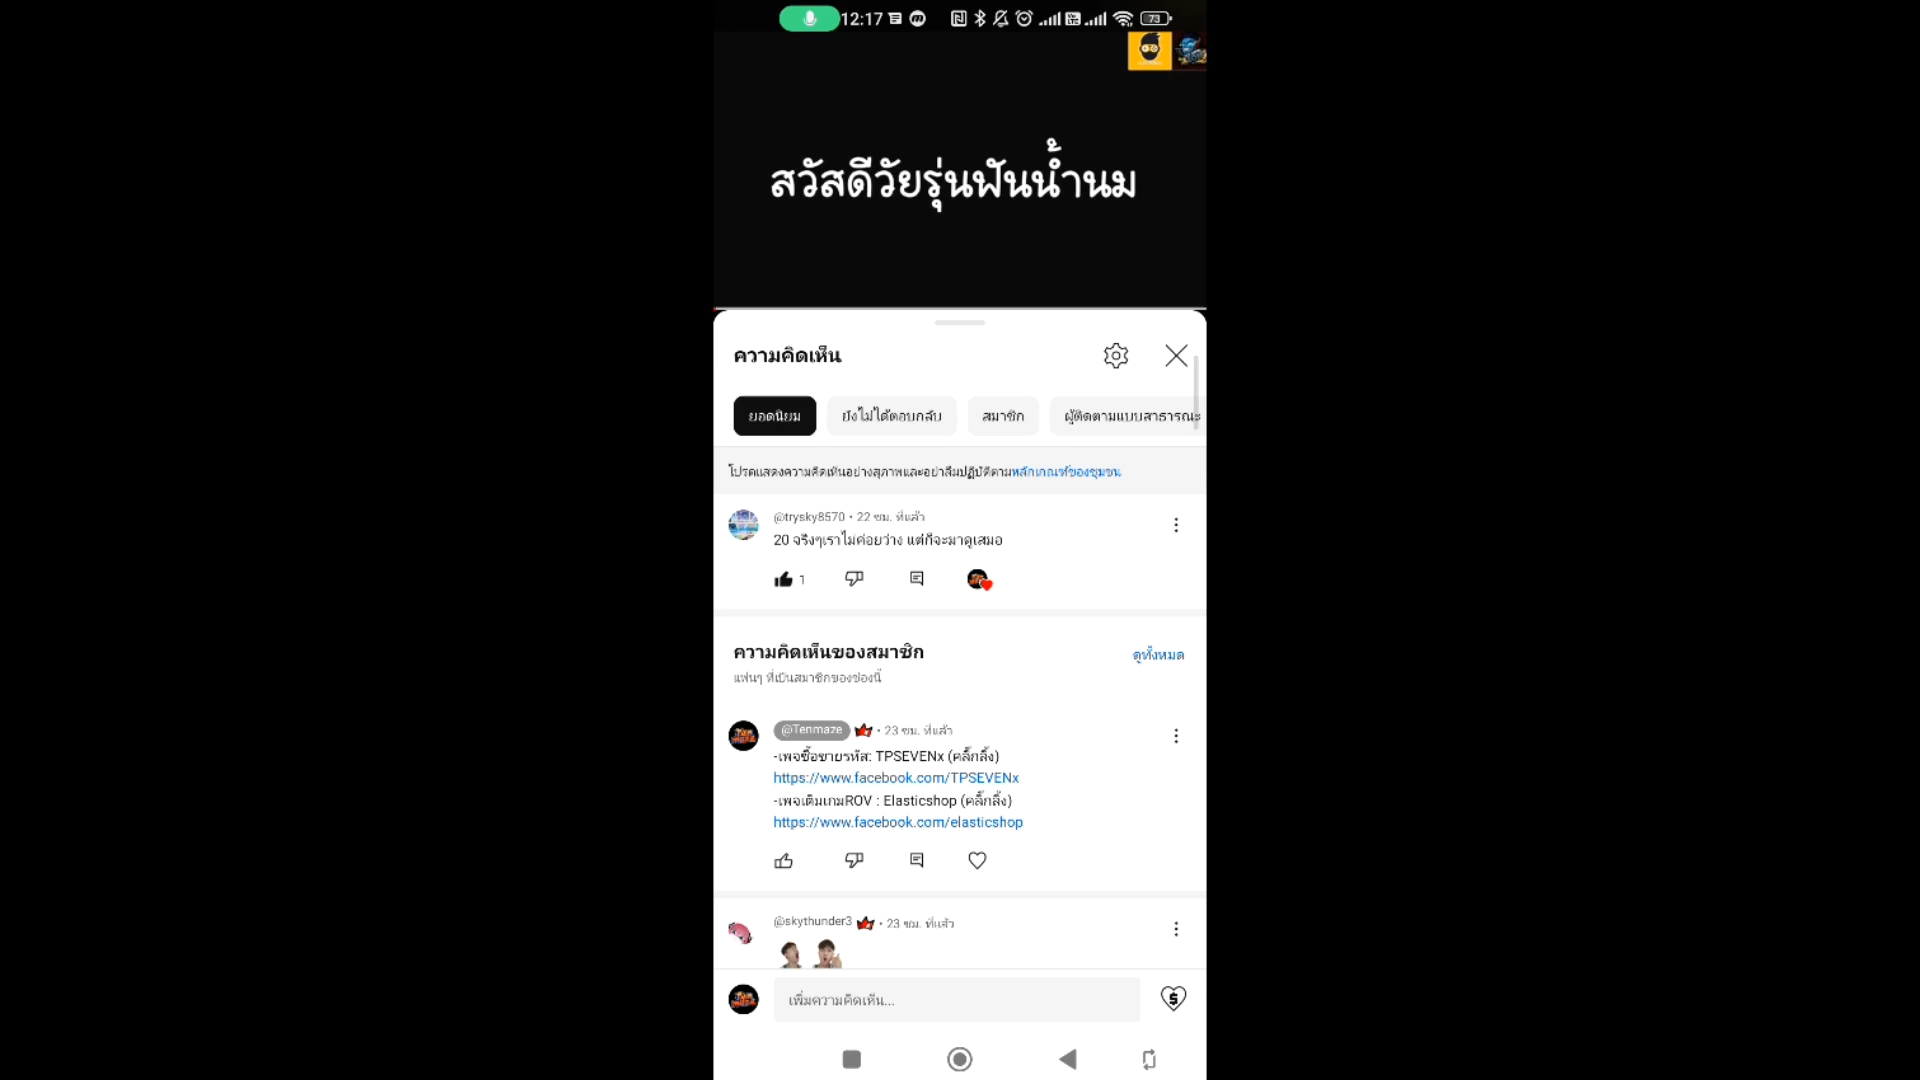 12:17
73
สวัสดีวัยรุ่นฟันน้ำนม
ความคิดเห็น
ยอดนิยม
ยังไม่ได้ตอบกลับ
สมาชิก
ผู้ติดตามแบบสาธารณะ
โปรดแสดงความคิดเห็นอย่างสุภาพและอย่าลืมปฏิบัติตามหลักเกณฑ์ของชุมชน
@trysky8570 • 22 ชม. ที่แล้ว
20 จริงๆเราไม่ค่อยว่าง แต่ก็จะมาดูเสมอ
1
ความคิดเห็นของสมาชิก
ดูทั้งหมด
แฟนๆ ที่เป็นสมาชิกของช่องนี้
@Tenmaze • 23 ชม. ที่แล้ว
-เพจซื้อขายรหัส: TPSEVENx (คลิ๊กลิ้ง)
https://www.facebook.com/TPSEVENx
-เพจเติมเกมROV : Elasticshop (คลิ๊กลิ้ง)
https://www.facebook.com/elasticshop
@skythunder3 • 23 ชม. ที่แล้ว
เพิ่มความคิดเห็น...